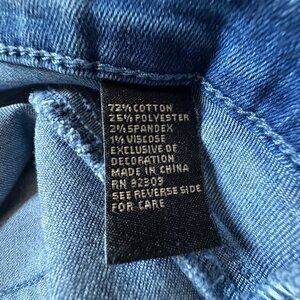 72% COTTON
25% POLYESTER
2% SPANDEX
1% VISCOSE
EXCLUSIVE OF
DECORATION
MADE IN CHINA
RN 92309
SEE REVERSE SIDE
FOR CARE